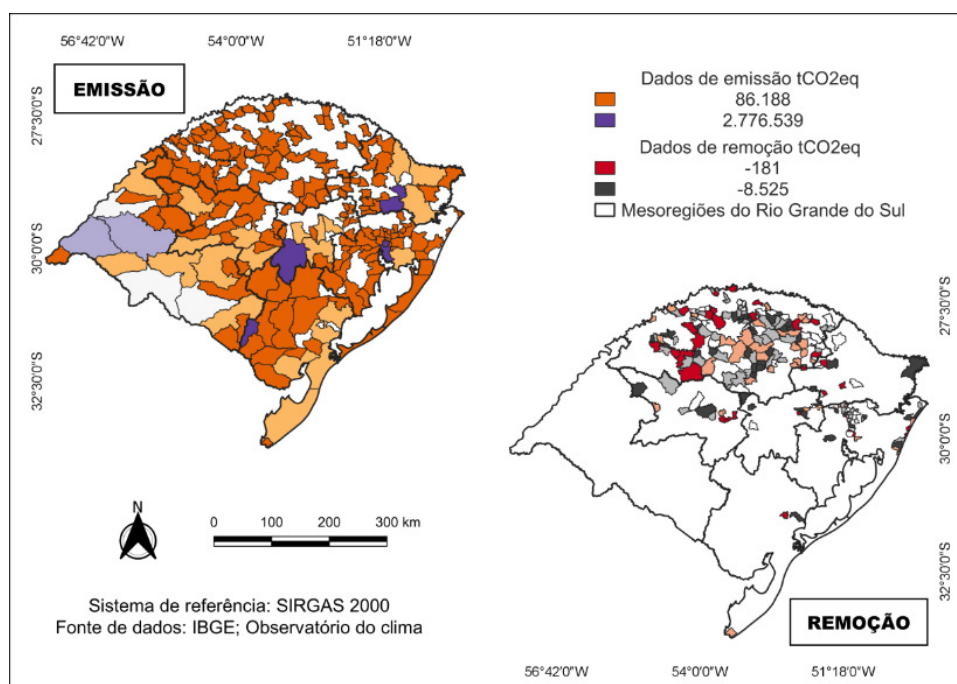 56°42'0"W 54°0'0"W 51°18'0"W
EMISSÃO
27°30'0"S
30°0'0"S
32°30'0"S
Dados de emissão tCO2eq
86.188
2.776.539
Dados de remoção tCO2eq
-181
-8.525
Mesoregiões do Rio Grande do Sul
N
0 100 200 300 km
Sistema de referência: SIRGAS 2000
Fonte de dados: IBGE; Observatório do clima
27°30'0"S
30°0'0"S
32°30'0"S
REMOÇÃO
56°42'0"W 54°0'0"W 51°18'0"W